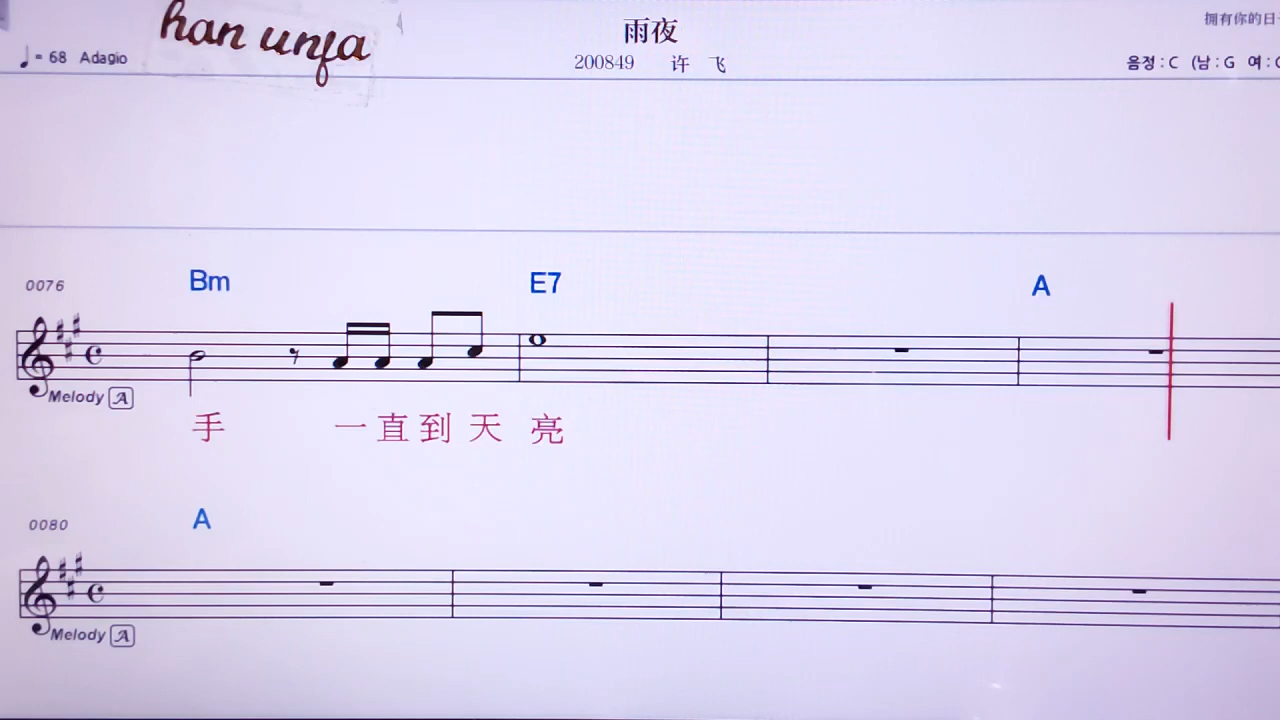 han unfa
雨夜
拥有你的日
♩= 68 Adagio
200849 许 飞
음정 : C (남 : G 여 :
0076
Bm E7 A
Melody A
手 一直到天亮
0080
A
Melody A